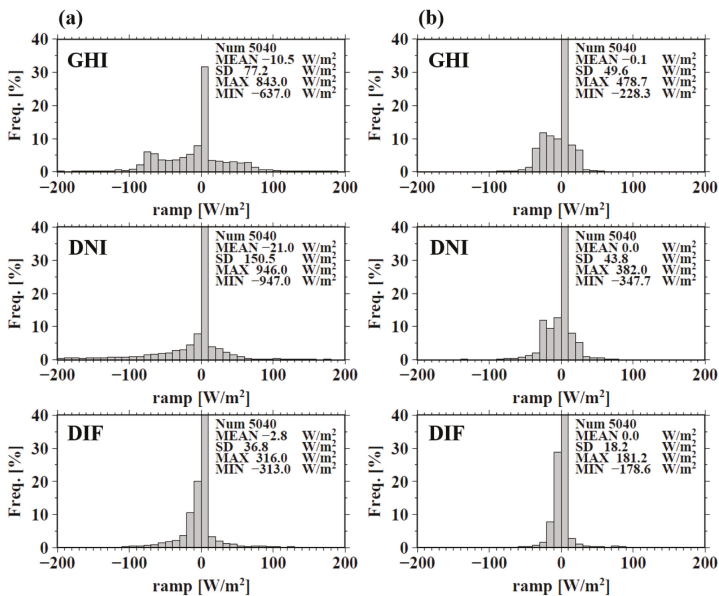 (a)
GHI
Num 5040
MEAN −10.5 W/m²
SD 77.2 W/m²
MAX 843.0 W/m²
MIN −637.0 W/m²
Freq. [%]
40
30
20
10
0
−200 −100 0 100 200
ramp [W/m²]
DNI
Num 5040
MEAN −21.0 W/m²
SD 150.5 W/m²
MAX 946.0 W/m²
MIN −947.0 W/m²
Freq. [%]
40
30
20
10
0
−200 −100 0 100 200
ramp [W/m²]
DIF
Num 5040
MEAN −2.8 W/m²
SD 36.8 W/m²
MAX 316.0 W/m²
MIN −313.0 W/m²
Freq. [%]
40
30
20
10
0
−200 −100 0 100 200
ramp [W/m²]
(b)
GHI
Num 5040
MEAN −0.1 W/m²
SD 49.6 W/m²
MAX 478.7 W/m²
MIN −228.3 W/m²
Freq. [%]
40
30
20
10
0
−200 −100 0 100 200
ramp [W/m²]
DNI
Num 5040
MEAN 0.0 W/m²
SD 43.8 W/m²
MAX 382.0 W/m²
MIN −347.7 W/m²
Freq. [%]
40
30
20
10
0
−200 −100 0 100 200
ramp [W/m²]
DIF
Num 5040
MEAN 0.0 W/m²
SD 18.2 W/m²
MAX 181.2 W/m²
MIN −178.6 W/m²
Freq. [%]
40
30
20
10
0
−200 −100 0 100 200
ramp [W/m²]